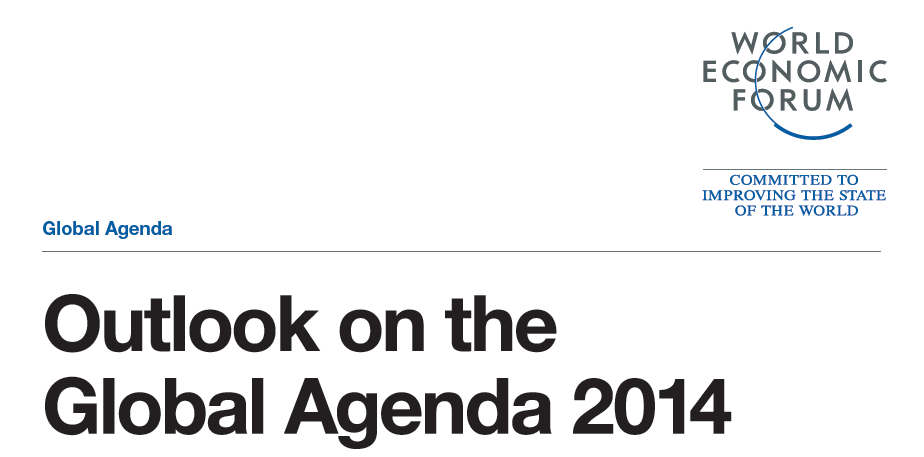 WORLD
ECONOMIC
FORUM
COMMITTED TO
IMPROVING THE STATE
OF THE WORLD
Global Agenda
Outlook on the
Global Agenda 2014